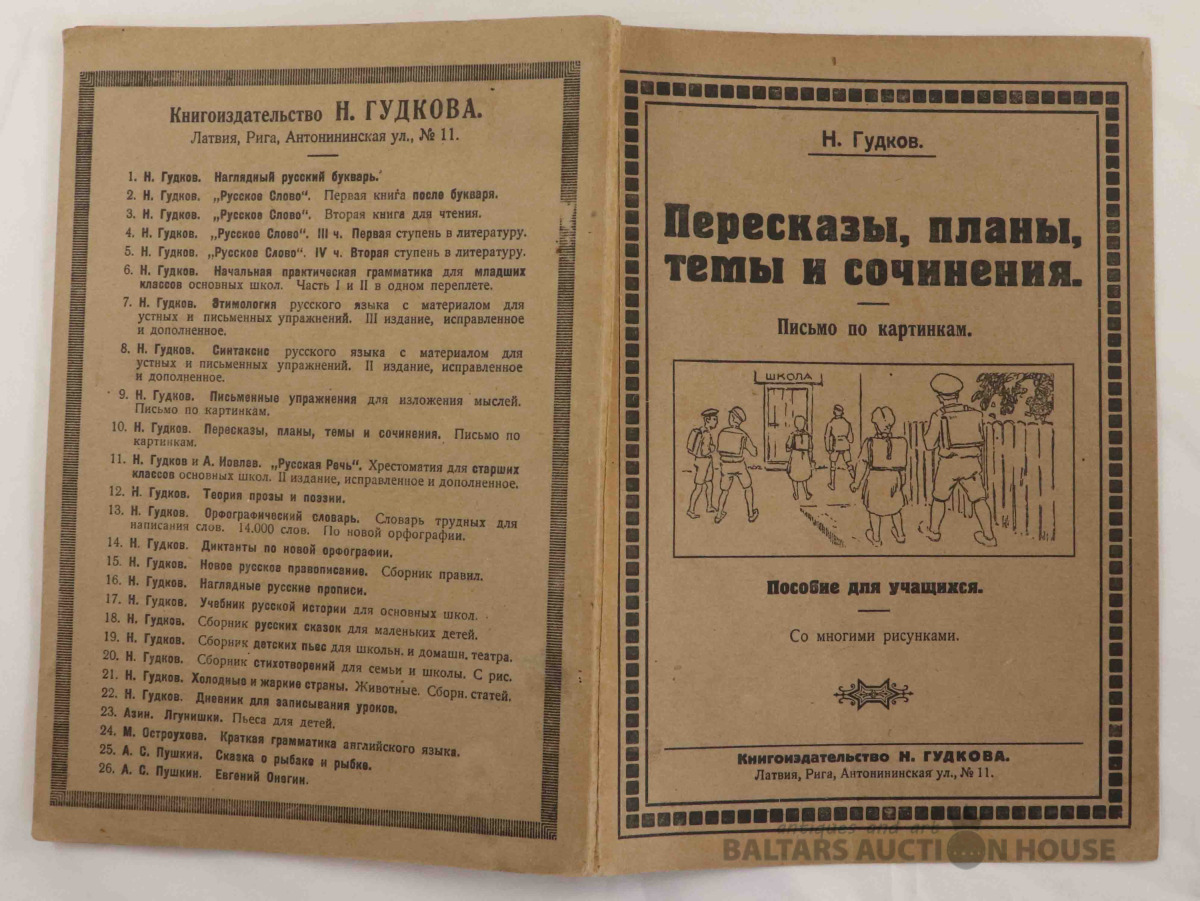 Книгоиздательство Н. ГУДКОВА.
Латвия, Рига, Антонининская ул., № 11.
1. Н. Гудков. Наглядный русский букварь.
2. Н. Гудков. „Русское Слово“. Первая книга после букваря.
3. Н. Гудков. „Русское Слово“. Вторая книга для чтения.
4. Н. Гудков. „Русское Слово“. III ч. Первая ступень в литературу.
5. Н. Гудков. „Русское Слово“. IV ч. Вторая ступень в литературу.
6. Н. Гудков. Начальная практическая грамматика для младших
классов основных школ. Часть I и II в одном переплете.
7. Н. Гудков. Этимология русского языка с материалом для
устных и письменных упражнений. III издание, исправленное
и дополненное.
8. Н. Гудков. Синтаксис русского языка с материалом для
устных и письменных упражнений. II издание, исправленное
и дополненное.
9. Н. Гудков. Письменные упражнения для изложения мыслей.
Письмо по картинкам.
10. Н. Гудков. Пересказы, планы, темы и сочинения. Письмо по
картинкам.
11. Н. Гудков и А. Иовлев. „Русская Речь“. Хрестоматия для старших
классов основных школ. II издание, исправленное и дополненное.
12. Н. Гудков. Теория прозы и поэзии.
13. Н. Гудков. Орфографический словарь. Словарь трудных для
написания слов. 14.000 слов. По новой орфографии.
14. Н. Гудков. Диктанты по новой орфографии.
15. Н. Гудков. Новое русское правописание. Сборник правил.
16. Н. Гудков. Наглядные русские прописи.
17. Н. Гудков. Учебник русской истории для основных школ.
18. Н. Гудков. Сборник русских сказок для маленьких детей.
19. Н. Гудков. Сборник детских пьес для школьн. и домашн. театра.
20. Н. Гудков. Сборник стихотворений для семьи и школы. С рис.
21. Н. Гудков. Холодные и жаркие страны. Животные. Сборн. статей.
22. Н. Гудков. Дневник для записывания уроков.
23. Азин. Лгунишки. Пьеса для детей.
24. М. Остроухова. Краткая грамматика английского языка.
25. А. С. Пушкин. Сказка о рыбаке и рыбке.
26. А. С. Пушкин. Евгений Онегин.
Н. Гудков.
Пересказы, планы,
темы и сочинения.
Письмо по картинкам.
ШКОЛА
Пособие для учащихся.
Со многими рисунками.
Книгоиздательство Н. ГУДКОВА.
Латвия, Рига, Антонининская ул., № 11.
antiques and art
BALTARS AUCTION HOUSE